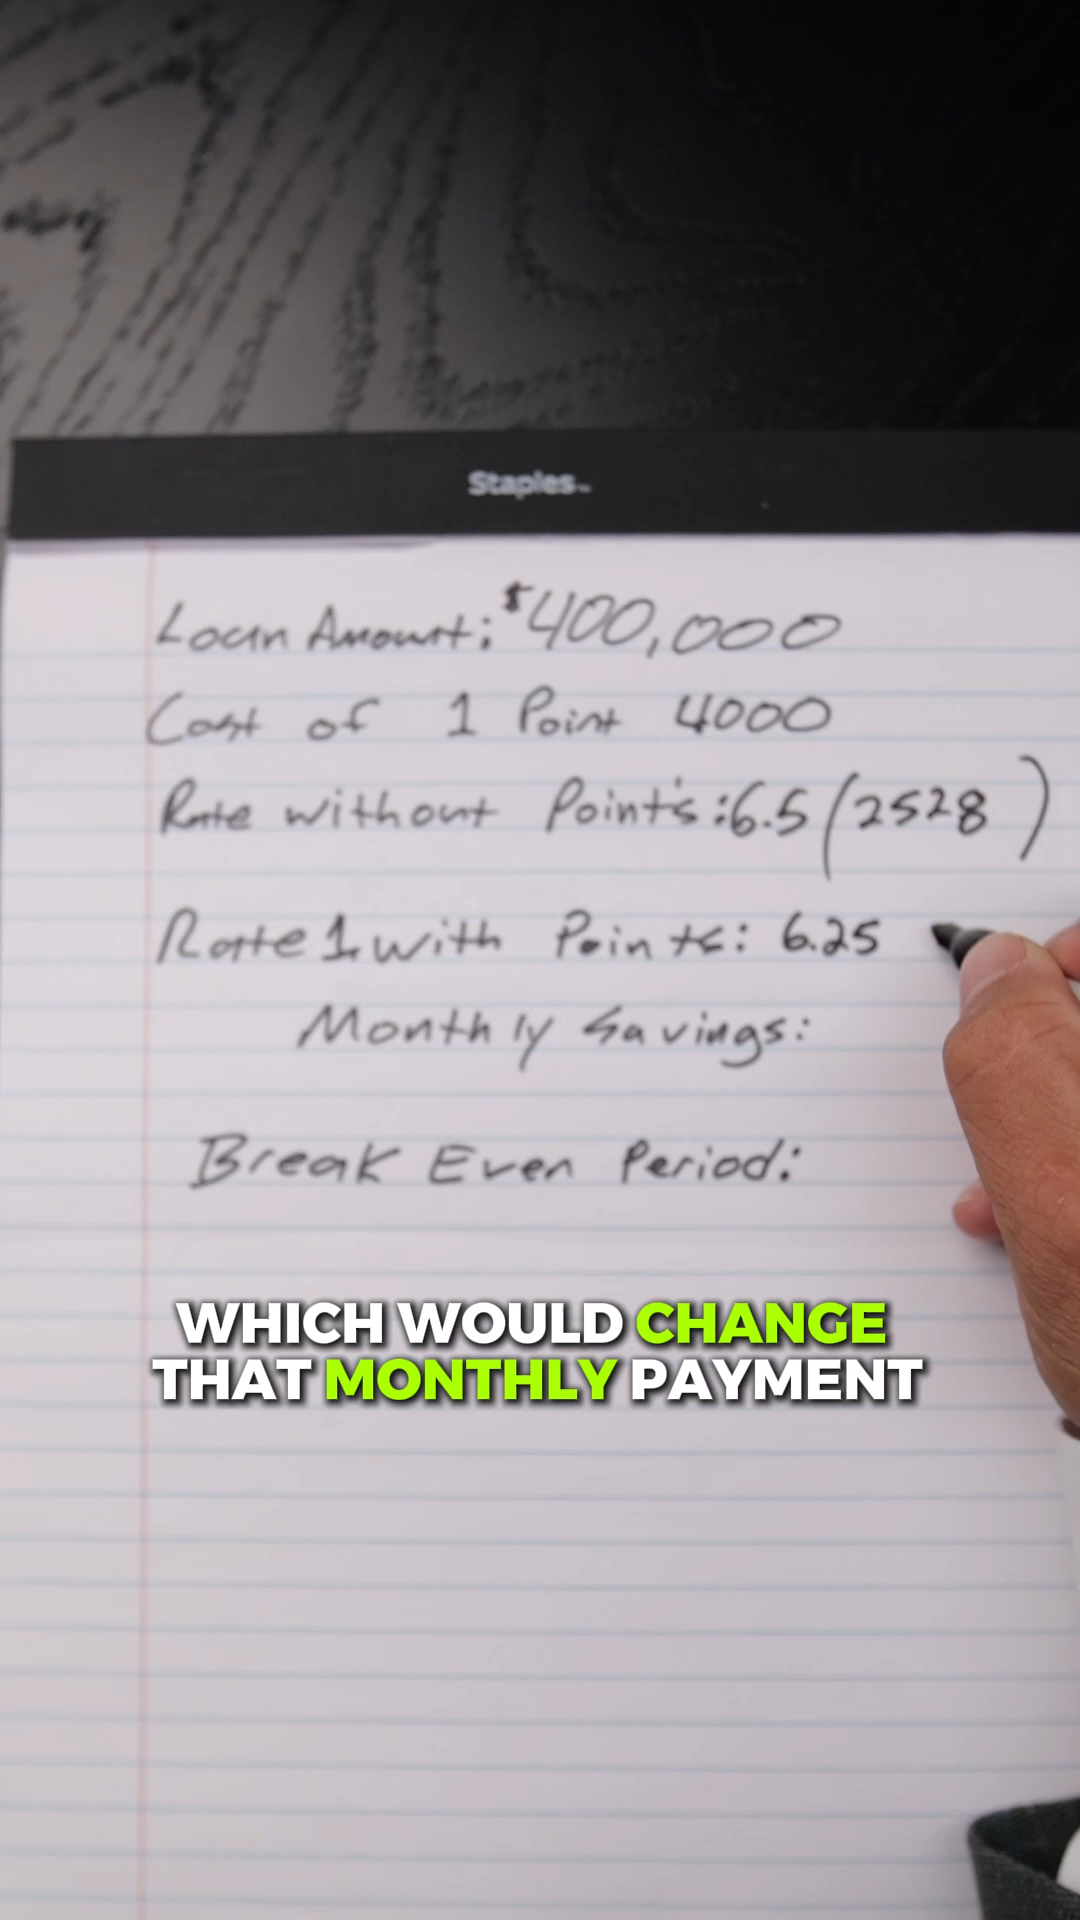 Staples
Loan Amount: $400,000
Cost of 1 Point 4000
Rate without Point's: 6.5 (2528 )
Rate 1 with Points: 6.25
Monthly Savings:
Break Even Period:
WHICH WOULD CHANGE
THAT MONTHLY PAYMENT